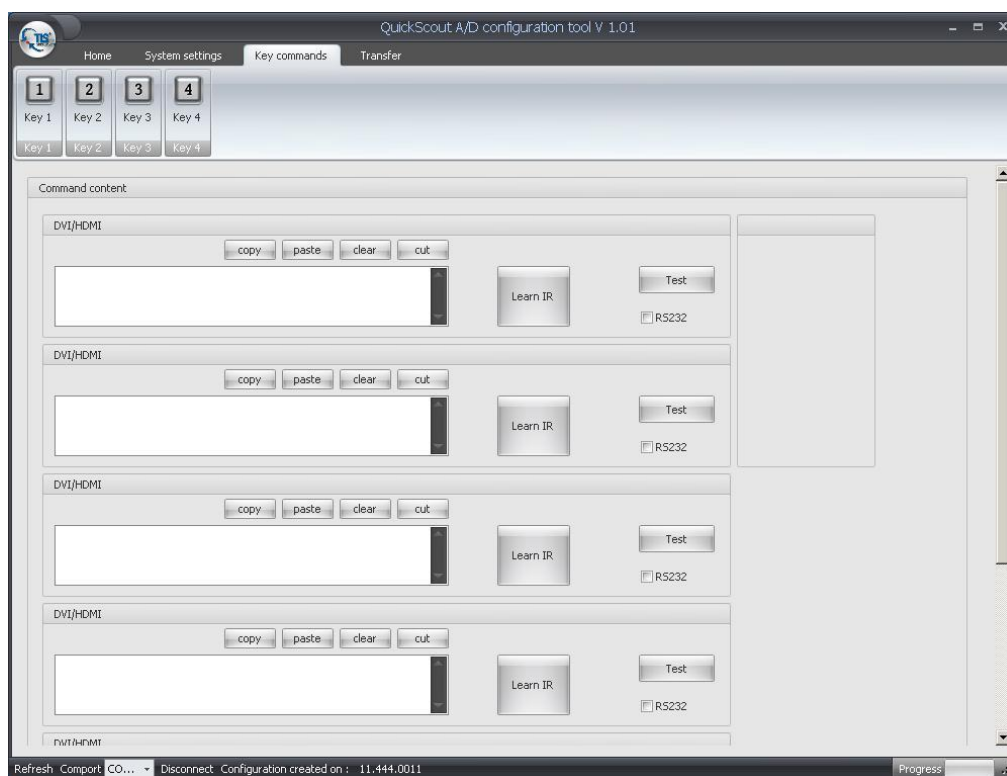 QuickScout A/D configuration tool V 1.01
Home System settings Key commands Transfer
1 2 3 4
Key 1 Key 2 Key 3 Key 4
Key 1 Key 2 Key 3 Key 4
Command content
DVI/HDMI
copy paste clear cut
Learn IR
Test
RS232
DVI/HDMI
copy paste clear cut
Learn IR
Test
RS232
DVI/HDMI
copy paste clear cut
Learn IR
Test
RS232
DVI/HDMI
copy paste clear cut
Learn IR
Test
RS232
DVI/HDMI
Refresh Comport CO... Disconnect Configuration created on : 11.444.0011 Progress